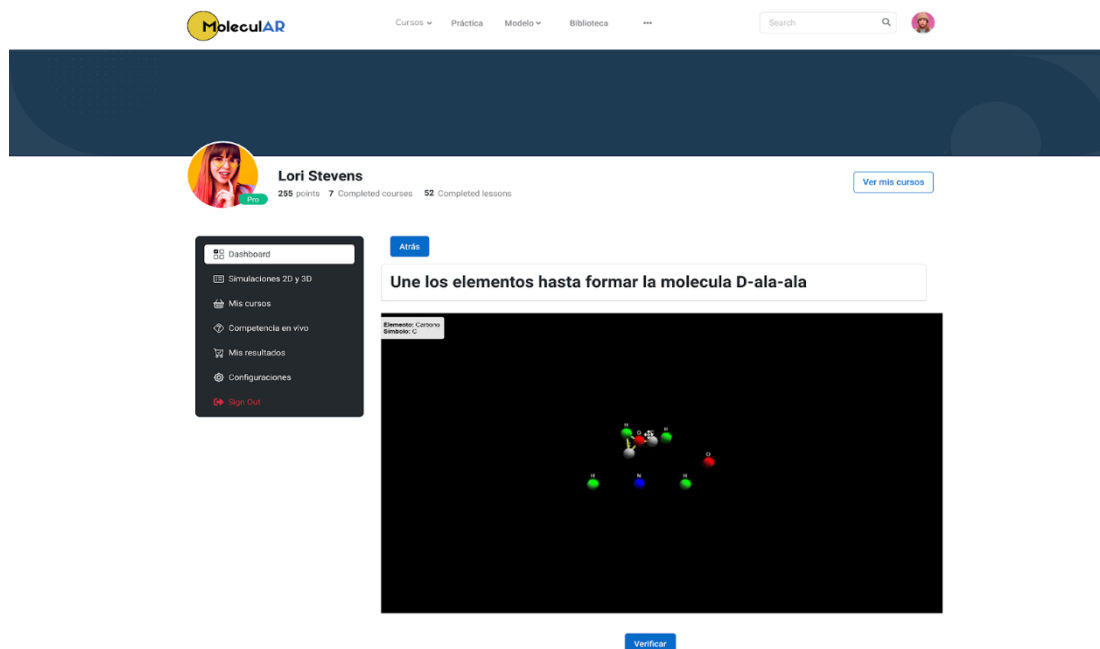 MoleculAR
Cursos Práctica Modelo Biblioteca ••• Search
Lori Stevens
255 points 7 Completed courses 52 Completed lessons
Pro
Ver mis cursos
Dashboard
Simulaciones 2D y 3D
Mis cursos
Competencia en vivo
Mis resultados
Configuraciones
Sign Out
Atrás
Une los elementos hasta formar la molecula D-ala-ala
Elemento: Carbono
Símbolo: C
H
O
H
O
H
N
H
Verificar